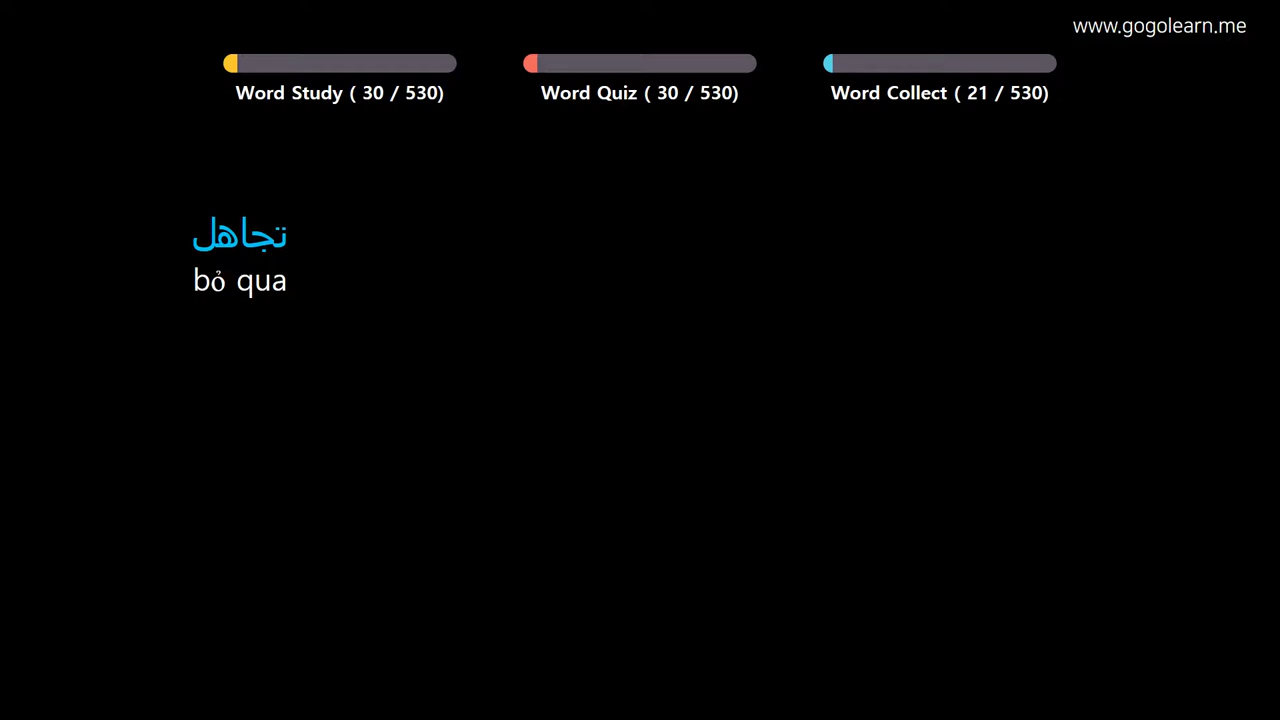 www.gogolearn.me
Word Study ( 30 / 530)
Word Quiz ( 30 / 530)
Word Collect ( 21 / 530)
تجاهل
bỏ qua